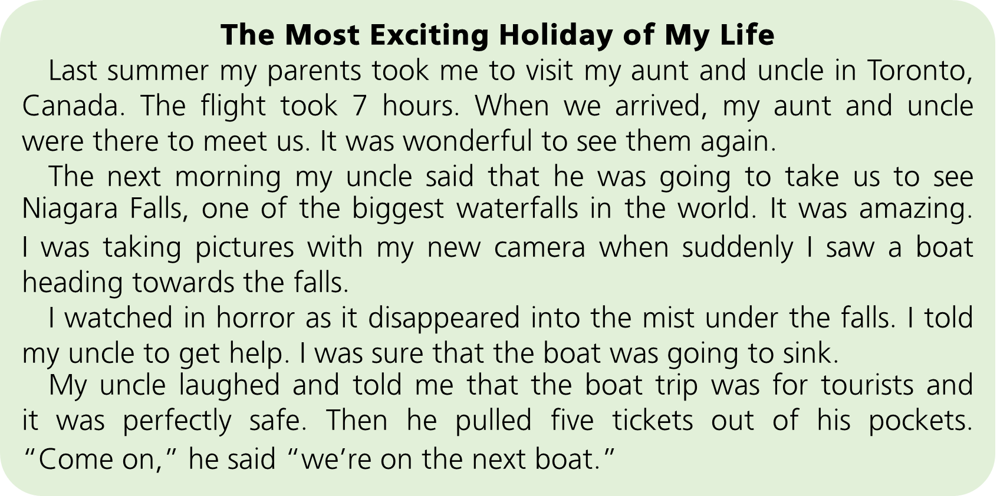 The Most Exciting Holiday of My Life
Last summer my parents took me to visit my aunt and uncle in Toronto,
Canada. The flight took 7 hours. When we arrived, my aunt and uncle
were there to meet us. It was wonderful to see them again.
The next morning my uncle said that he was going to take us to see
Niagara Falls, one of the biggest waterfalls in the world. It was amazing.
I was taking pictures with my new camera when suddenly I saw a boat
heading towards the falls.
I watched in horror as it disappeared into the mist under the falls. I told
my uncle to get help. I was sure that the boat was going to sink.
My uncle laughed and told me that the boat trip was for tourists and
it was perfectly safe. Then he pulled five tickets out of his pockets.
“Come on,” he said “we’re on the next boat.”